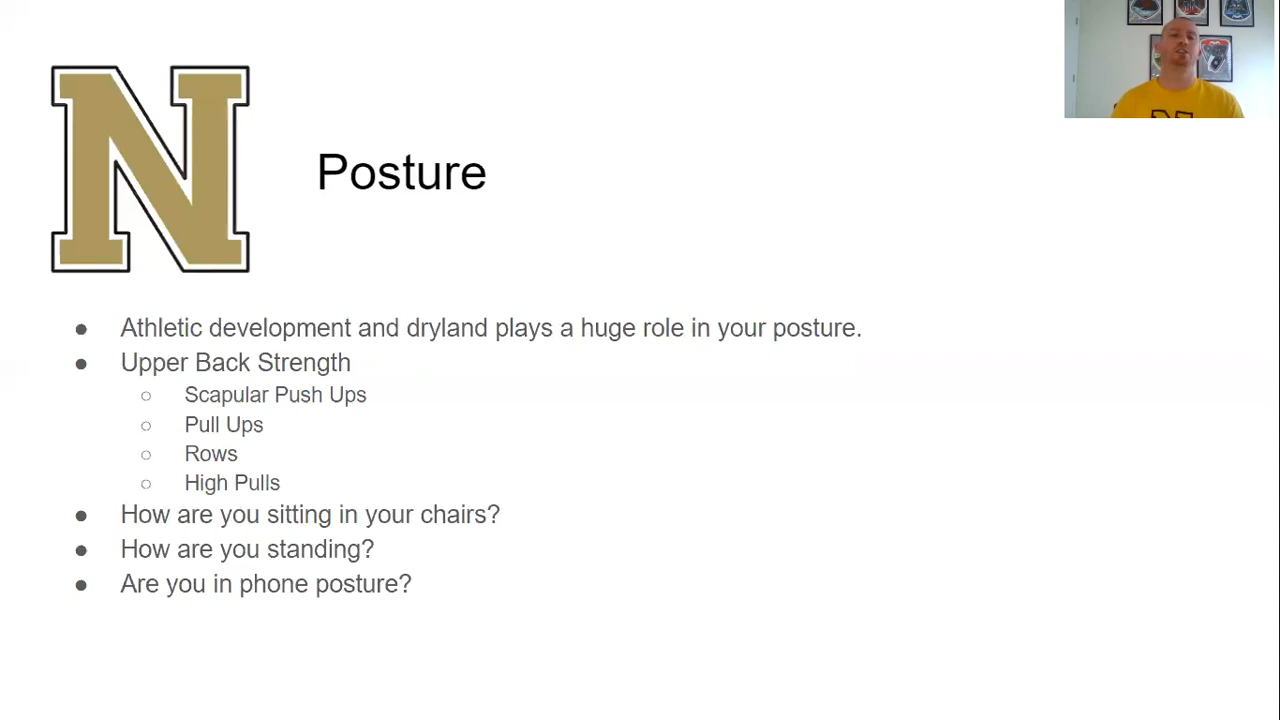 N
Posture
● Athletic development and dryland plays a huge role in your posture.
● Upper Back Strength
○ Scapular Push Ups
○ Pull Ups
○ Rows
○ High Pulls
● How are you sitting in your chairs?
● How are you standing?
● Are you in phone posture?
N